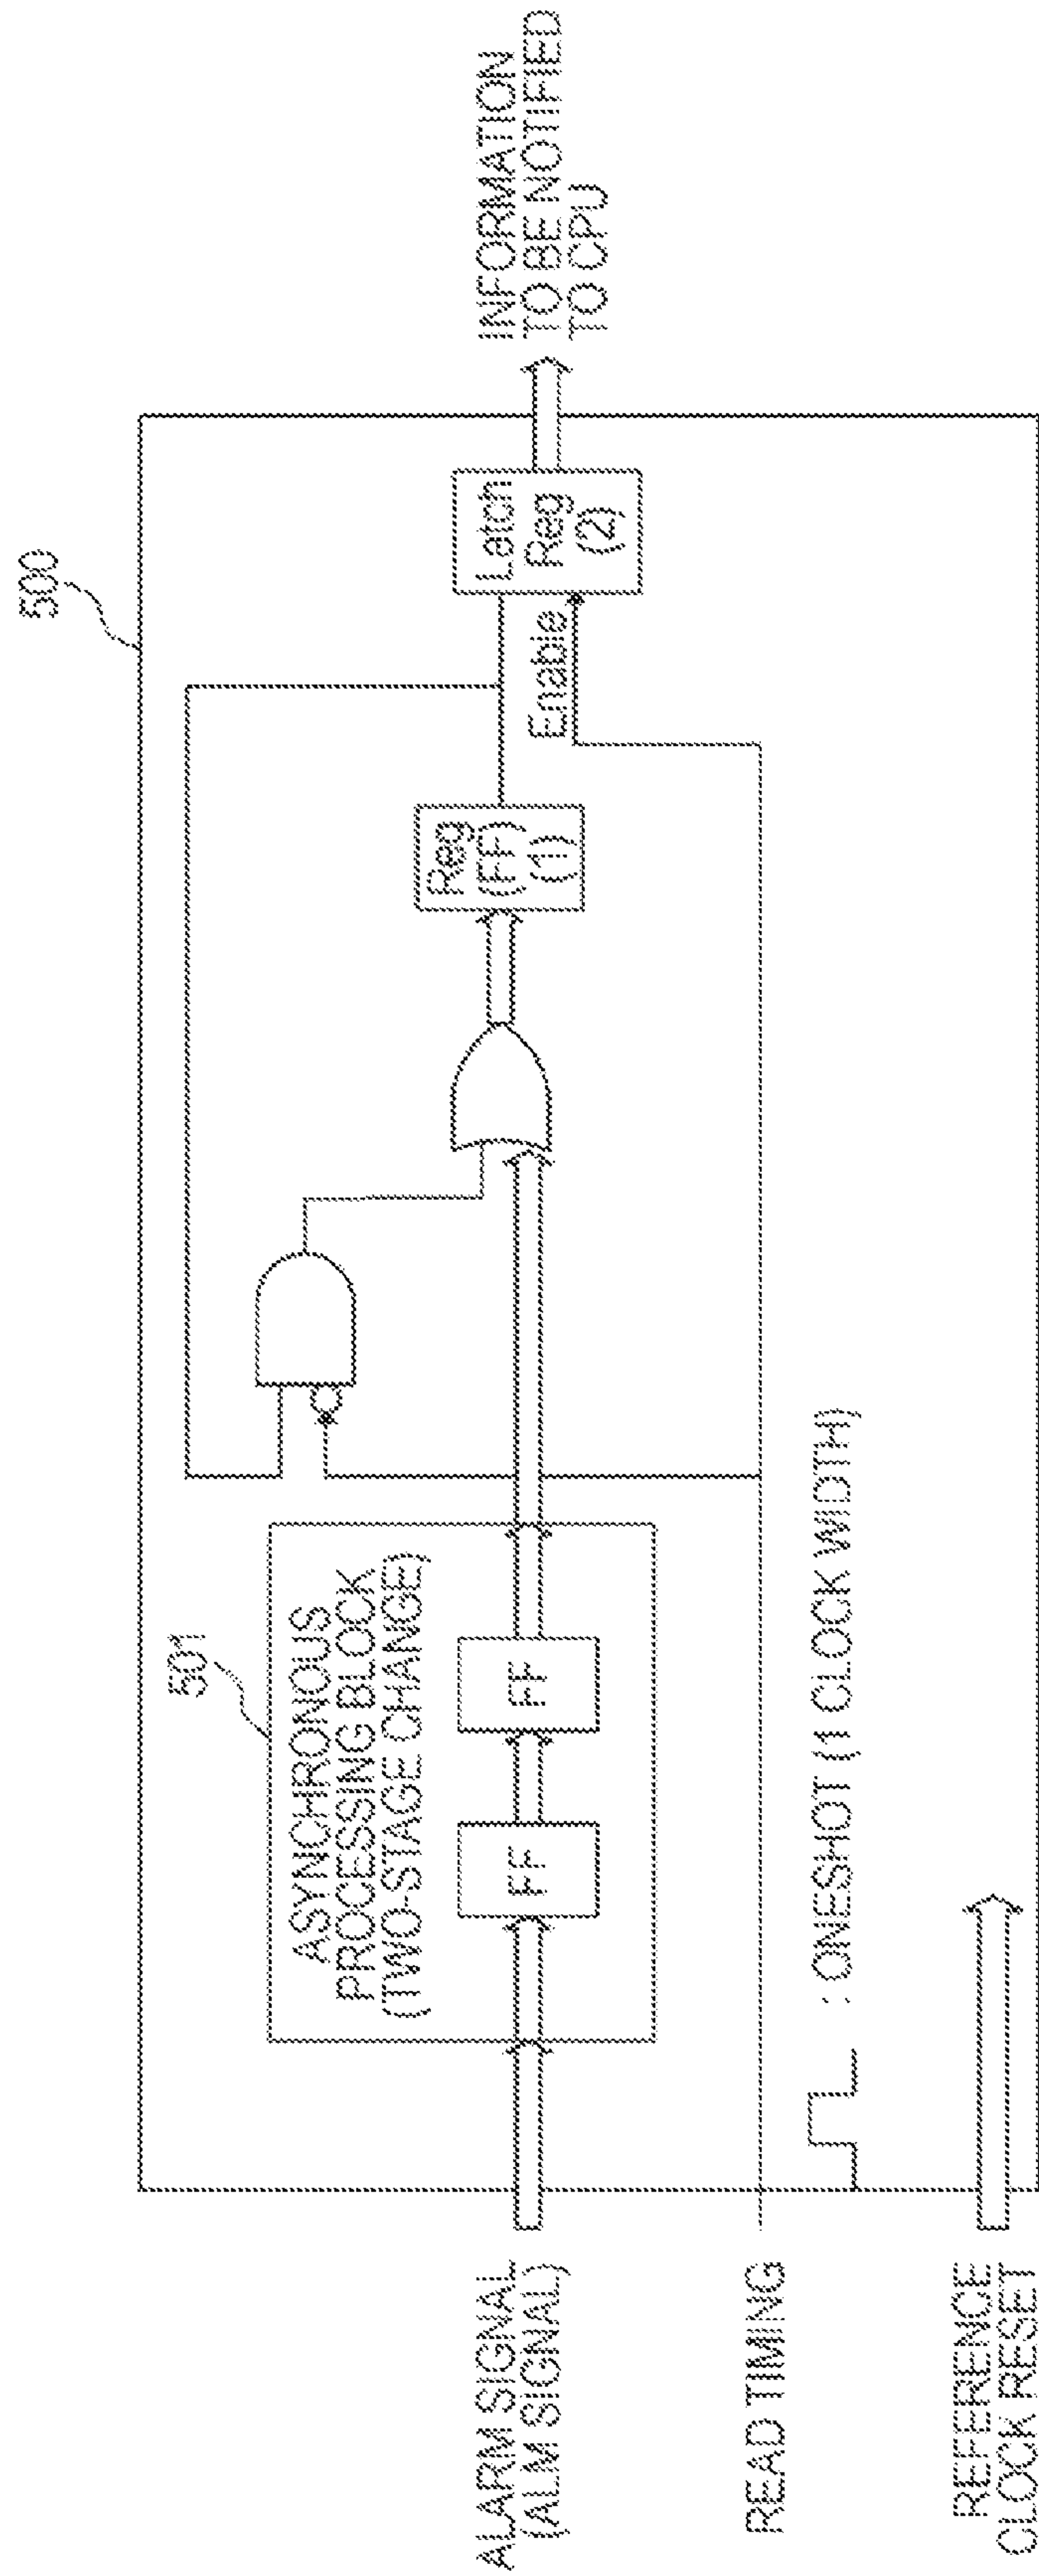 500
501
ASYNCHRONOUS
PROCESSING BLOCK
(TWO-STAGE CHANGE)
FF
FF
Reg
(FF)
(1)
Latch
Reg
(2)
Enable
INFORMATION
TO BE NOTIFIED
TO CPU
ALARM SIGNAL
(ALM SIGNAL)
READ TIMING
: ONESHOT (1 CLOCK WIDTH)
REFERENCE
CLOCK RESET